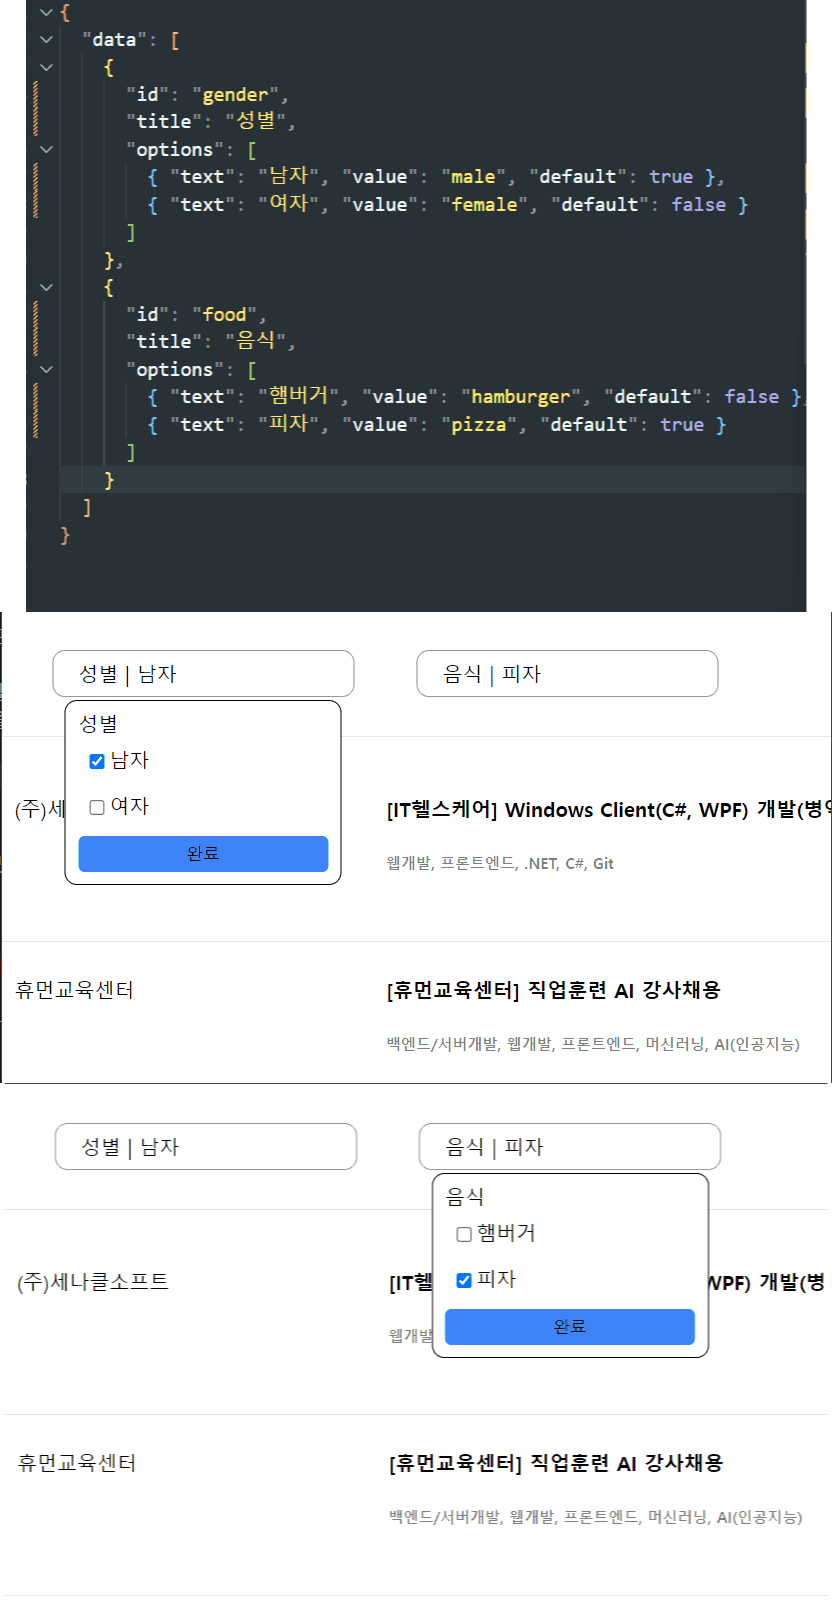 {
"data": [
{
"id": "gender",
"title": "성별",
"options": [
{ "text": "남자", "value": "male", "default": true },
{ "text": "여자", "value": "female", "default": false }
]
},
{
"id": "food",
"title": "음식",
"options": [
{ "text": "햄버거", "value": "hamburger", "default": false },
{ "text": "피자", "value": "pizza", "default": true }
]
}
]
}
성별 | 남자
음식 | 피자
성별
남자
여자
완료
(주)세
[IT헬스케어] Windows Client(C#, WPF) 개발(병
웹개발, 프론트엔드, .NET, C#, Git
휴먼교육센터
[휴먼교육센터] 직업훈련 AI 강사채용
백엔드/서버개발, 웹개발, 프론트엔드, 머신러닝, AI(인공지능)
성별 | 남자
음식 | 피자
음식
햄버거
피자
완료
(주)세나클소프트
[IT헬
WPF) 개발(병
웹개발
휴먼교육센터
[휴먼교육센터] 직업훈련 AI 강사채용
백엔드/서버개발, 웹개발, 프론트엔드, 머신러닝, AI(인공지능)